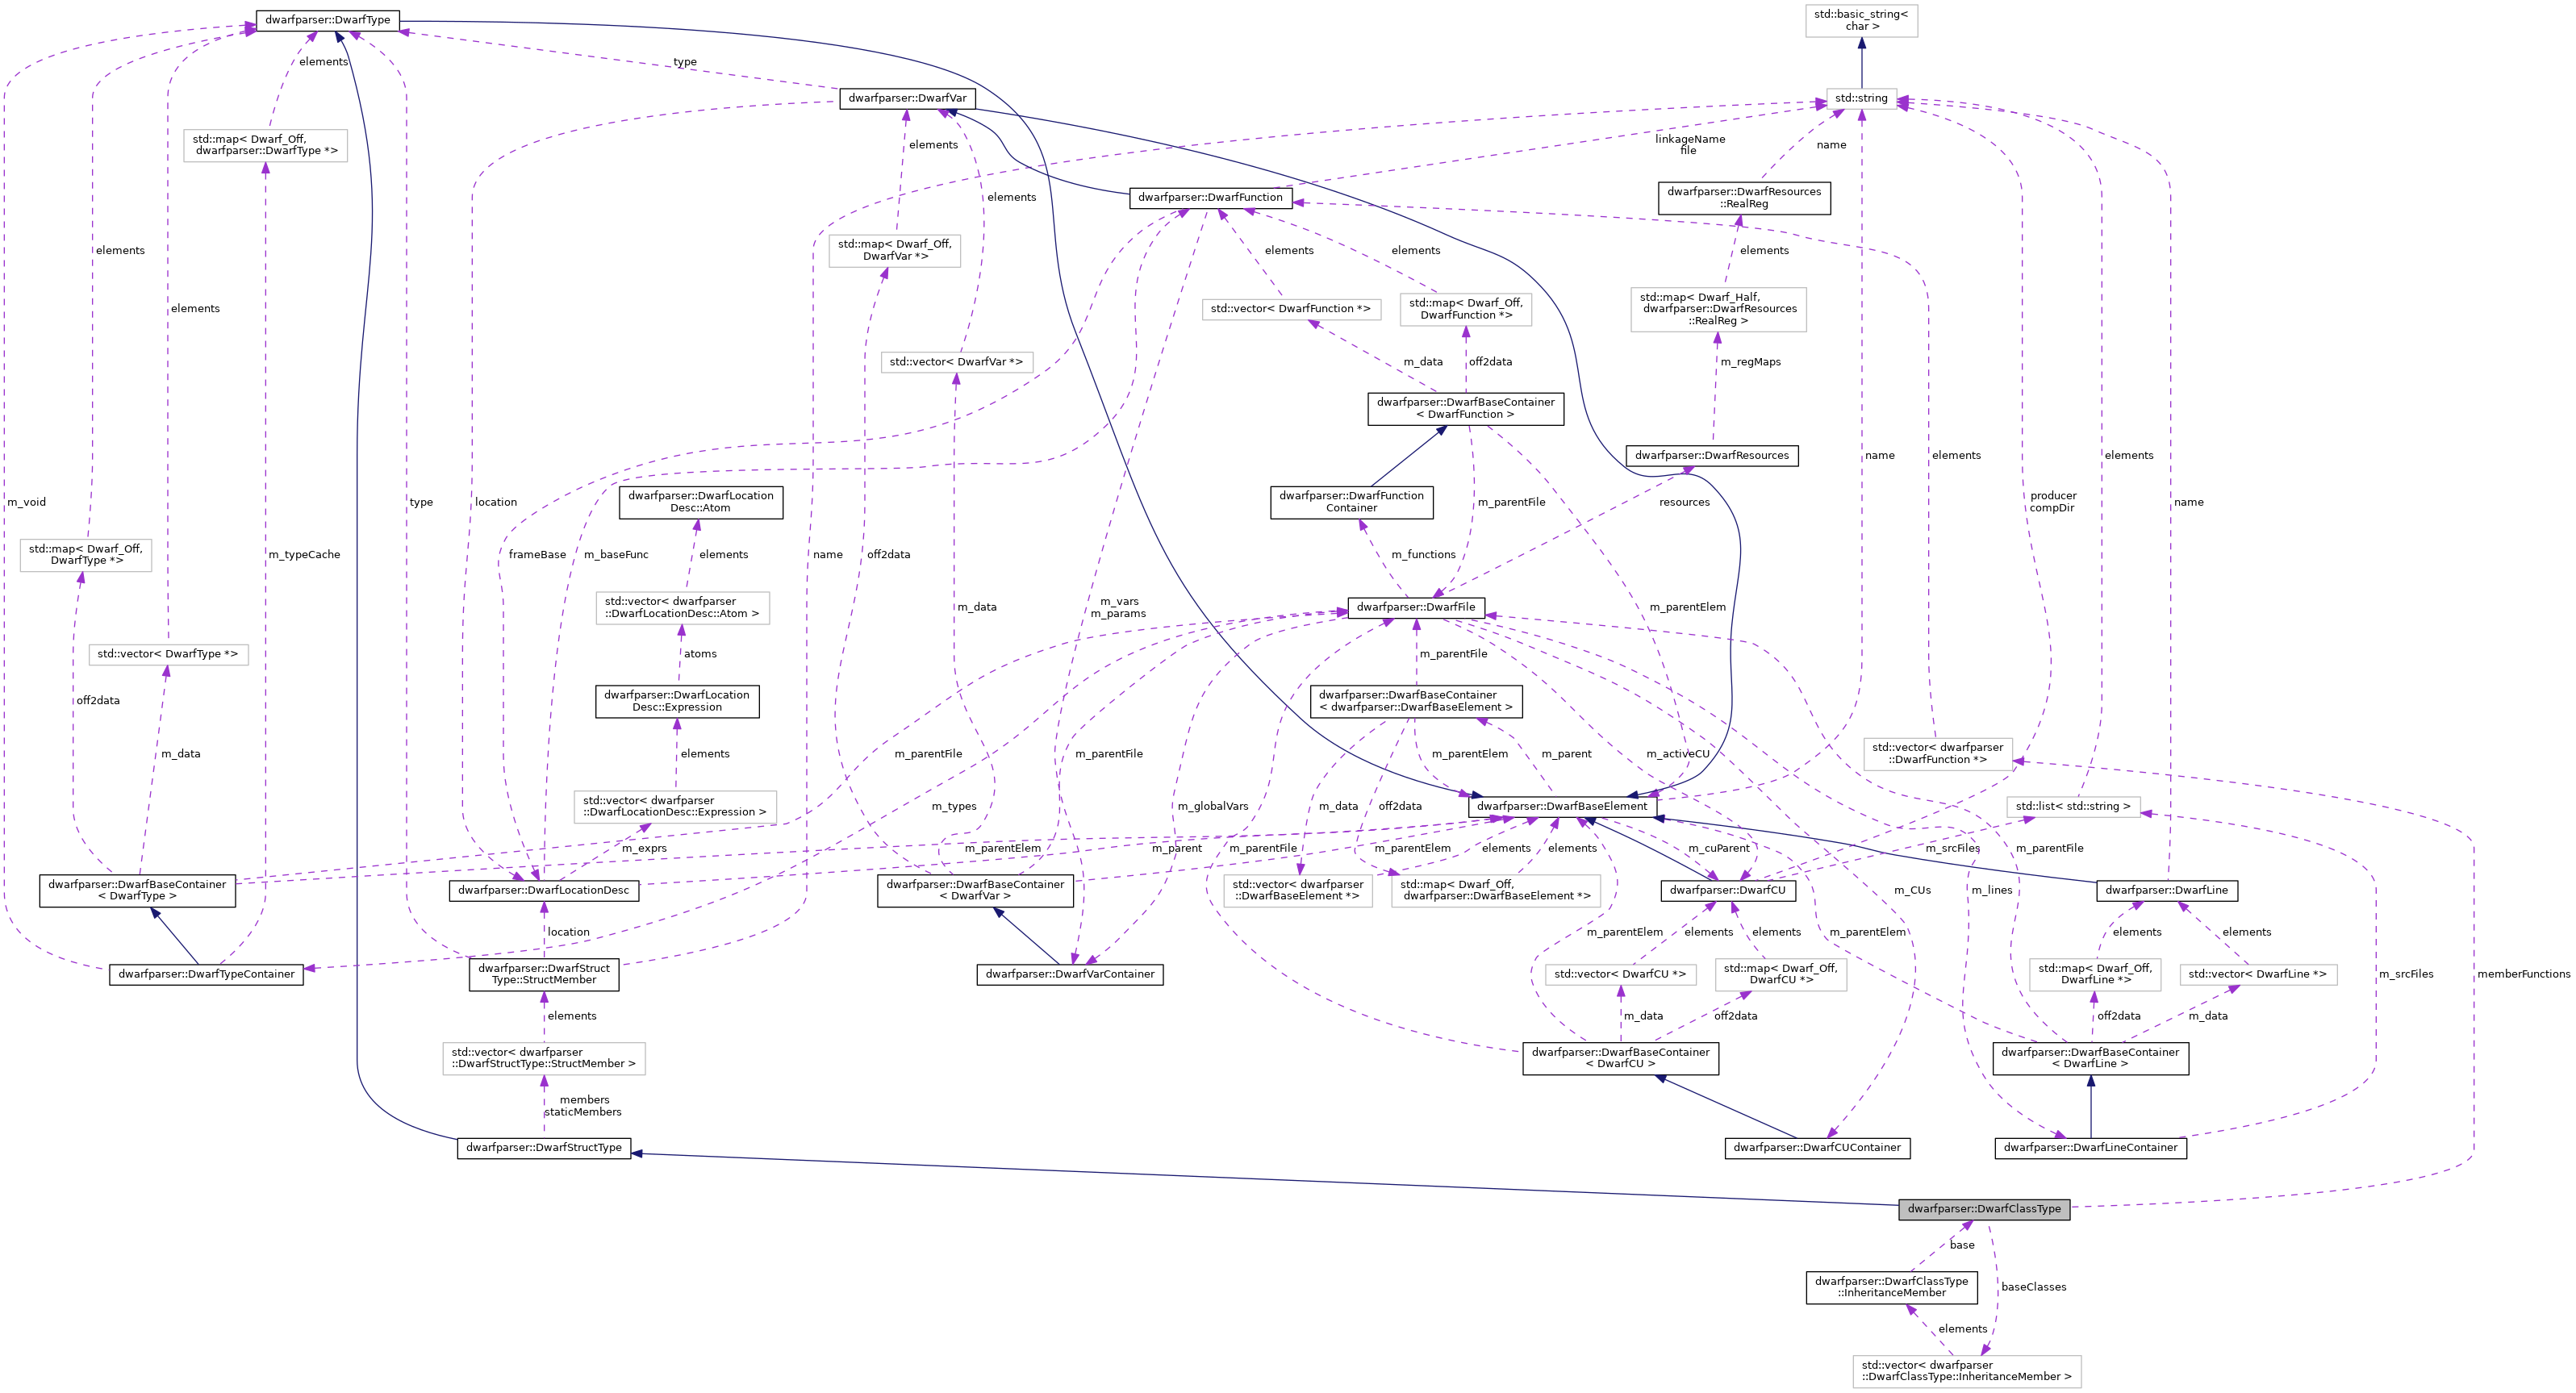 dwarfparser::DwarfType
std::basic_string<
char >
type
elements
dwarfparser::DwarfVar
std::string
std::map< Dwarf_Off,
dwarfparser::DwarfType *>
elements
linkageName
file
name
dwarfparser::DwarfFunction
dwarfparser::DwarfResources
::RealReg
elements
std::map< Dwarf_Off,
DwarfVar *>
elements
elements
elements
elements
std::map< Dwarf_Half,
dwarfparser::DwarfResources
::RealReg >
elements
std::vector< DwarfFunction *>
std::map< Dwarf_Off,
DwarfFunction *>
std::vector< DwarfVar *>
m_data
off2data
m_regMaps
dwarfparser::DwarfBaseContainer
< DwarfFunction >
dwarfparser::DwarfResources
name
elements
m_void
type
location
dwarfparser::DwarfLocation
Desc::Atom
dwarfparser::DwarfFunction
Container
m_parentFile
resources
producer
compDir
elements
name
std::map< Dwarf_Off,
DwarfType *>
m_typeCache
frameBase
m_baseFunc
elements
name
off2data
m_functions
std::vector< dwarfparser
::DwarfLocationDesc::Atom >
m_data
m_vars
m_params
dwarfparser::DwarfFile
m_parentElem
std::vector< DwarfType *>
atoms
m_parentFile
off2data
dwarfparser::DwarfLocation
Desc::Expression
dwarfparser::DwarfBaseContainer
< dwarfparser::DwarfBaseElement >
m_data
elements
m_parentFile
m_parentFile
m_parentElem
m_parent
m_activeCU
std::vector< dwarfparser
::DwarfFunction *>
std::vector< dwarfparser
::DwarfLocationDesc::Expression >
m_types
m_globalVars
m_data
off2data
dwarfparser::DwarfBaseElement
std::list< std::string >
m_exprs
m_parentElem
m_parent
m_parentFile
m_parentElem
elements
elements
m_cuParent
m_srcFiles
m_parentFile
dwarfparser::DwarfBaseContainer
< DwarfType >
dwarfparser::DwarfLocationDesc
dwarfparser::DwarfBaseContainer
< DwarfVar >
std::vector< dwarfparser
::DwarfBaseElement *>
std::map< Dwarf_Off,
dwarfparser::DwarfBaseElement *>
dwarfparser::DwarfCU
m_CUs
m_lines
dwarfparser::DwarfLine
location
m_parentElem
elements
elements
m_parentElem
elements
elements
dwarfparser::DwarfTypeContainer
dwarfparser::DwarfStruct
Type::StructMember
dwarfparser::DwarfVarContainer
std::vector< DwarfCU *>
std::map< Dwarf_Off,
DwarfCU *>
std::map< Dwarf_Off,
DwarfLine *>
std::vector< DwarfLine *>
m_srcFiles
memberFunctions
elements
m_data
off2data
off2data
m_data
std::vector< dwarfparser
::DwarfStructType::StructMember >
dwarfparser::DwarfBaseContainer
< DwarfCU >
dwarfparser::DwarfBaseContainer
< DwarfLine >
members
staticMembers
dwarfparser::DwarfStructType
dwarfparser::DwarfCUContainer
dwarfparser::DwarfLineContainer
dwarfparser::DwarfClassType
base
dwarfparser::DwarfClassType
::InheritanceMember
baseClasses
elements
std::vector< dwarfparser
::DwarfClassType::InheritanceMember >